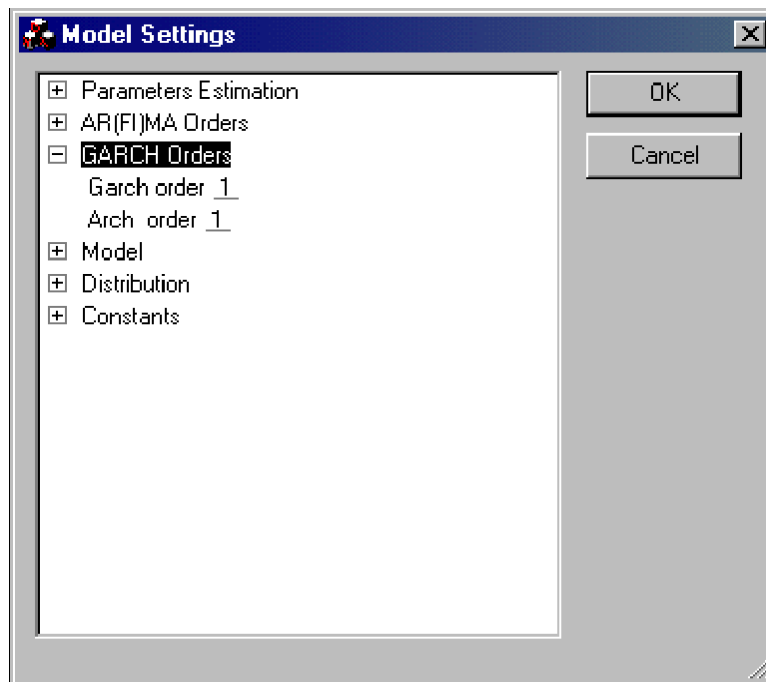 Model Settings
Parameters Estimation
AR(FI)MA Orders
GARCH Orders
Garch order 1
Arch order 1
Model
Distribution
Constants
OK
Cancel